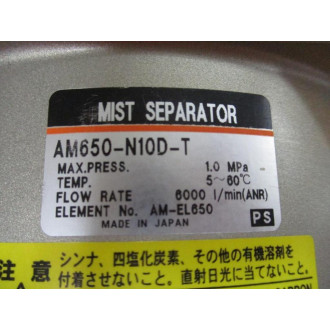 MIST SEPARATOR
AM650-N10D-T
MAX.PRESS. 1.0 MPa
TEMP. 5~60℃
FLOW RATE 6000 l/min(ANR)
ELEMENT No. AM-EL650
MADE IN JAPAN PS
注意
シンナ、四塩化炭素、その他の有機溶剤を
付着させないこと。直射日光に当てないこと。